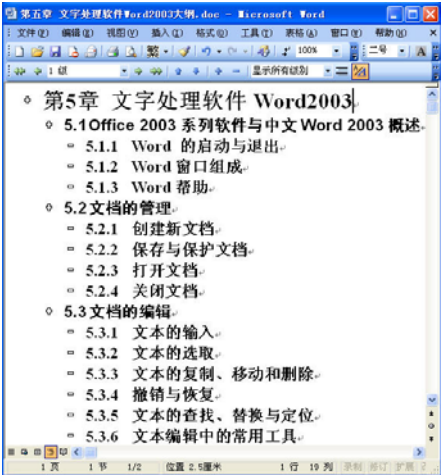 第五章 文字处理软件Word2003大纲.doc - Microsoft Word
文件(F) 编辑(E) 视图(V) 插入(I) 格式(O) 工具(T) 表格(A) 窗口(W) 帮助(H)
100% 二号
1 级 显示所有级别
第5章 文字处理软件 Word2003
5.1Office 2003 系列软件与中文 Word 2003 概述
5.1.1 Word 的启动与退出
5.1.2 Word 窗口组成
5.1.3 Word 帮助
5.2文档的管理
5.2.1 创建新文档
5.2.2 保存与保护文档
5.2.3 打开文档
5.2.4 关闭文档
5.3文档的编辑
5.3.1 文本的输入
5.3.2 文本的选取
5.3.3 文本的复制、移动和删除
5.3.4 撤销与恢复
5.3.5 文本的查找、替换与定位
5.3.6 文本编辑中的常用工具
1 页 1 节 1/2 位置 2.5厘米 1 行 19 列 录制 修订 扩展